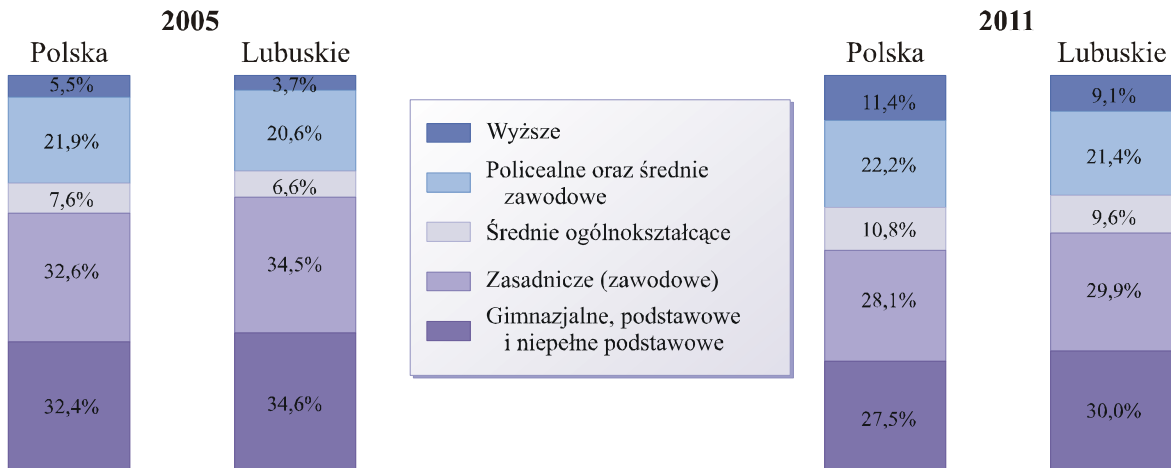 2005
Polska
Lubuskie
5,5%
3,7%
21,9%
20,6%
7,6%
6,6%
32,6%
34,5%
32,4%
34,6%
Wyższe
Policealne oraz średnie
zawodowe
Średnie ogólnokształcące
Zasadnicze (zawodowe)
Gimnazjalne, podstawowe
i niepełne podstawowe
2011
Polska
Lubuskie
11,4%
9,1%
22,2%
21,4%
10,8%
9,6%
28,1%
29,9%
27,5%
30,0%